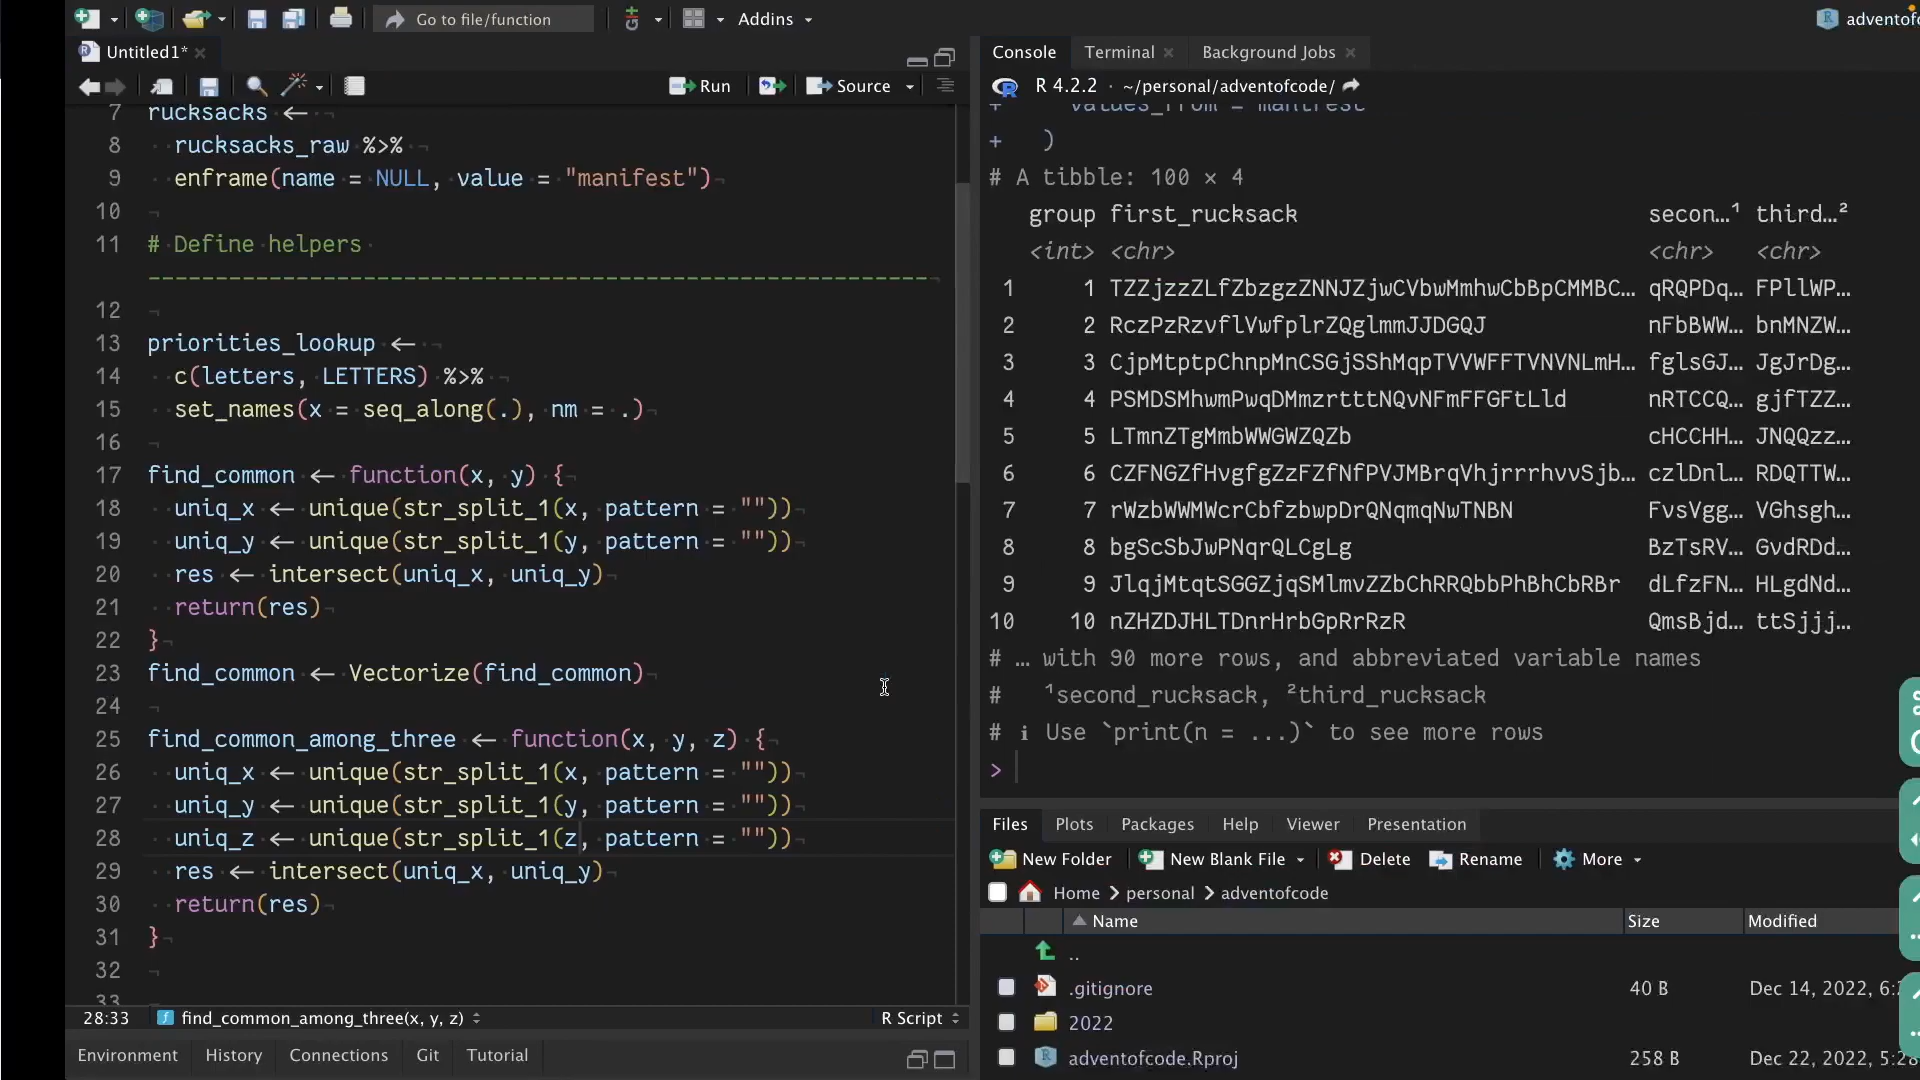 Go to file/function
Addins
Untitled1*
Run
Source
7 rucksacks <-
8 rucksacks_raw %>%
9 enframe(name = NULL, value = "manifest")
10
11 # Define helpers
------------------------------------------------------------
12
13 priorities_lookup <-
14 c(letters, LETTERS) %>%
15 set_names(x = seq_along(.), nm = .)
16
17 find_common <- function(x, y) {
18 uniq_x <- unique(str_split_1(x, pattern = ""))
19 uniq_y <- unique(str_split_1(y, pattern = ""))
20 res <- intersect(uniq_x, uniq_y)
21 return(res)
22 }
23 find_common <- Vectorize(find_common)
24
25 find_common_among_three <- function(x, y, z) {
26 uniq_x <- unique(str_split_1(x, pattern = ""))
27 uniq_y <- unique(str_split_1(y, pattern = ""))
28 uniq_z <- unique(str_split_1(z, pattern = ""))
29 res <- intersect(uniq_x, uniq_y)
30 return(res)
31 }
32
33
28:33 find_common_among_three(x, y, z) R Script
Environment History Connections Git Tutorial
Console Terminal Background Jobs
R 4.2.2 · ~/personal/adventofcode/
+ values_from = manifest
+ )
# A tibble: 100 × 4
group first_rucksack secon…¹ third…²
<int> <chr> <chr> <chr>
1 1 TZZjzzZLfZbzgzZNNJZjwCVbwMmhwCbBpCMMBC… qRQPDq… FPllWP…
2 2 RczPzRzvflVwfplrZQglmmJJDGQJ nFbBWW… bnMNZW…
3 3 CjpMtptpChnpMnCSGjSShMqpTVVWFFTVNVNLmH… fglsGJ… JgJrDg…
4 4 PSMDSMhwmPwqDMmzrtttNQvNFmFFGFtLld nRTCCQ… gjfTZZ…
5 5 LTmnZTgMmbWWGWZQZb cHCCHH… JNQQzz…
6 6 CZFNGZfHvgfgZzFZfNfPVJMBrqVhjrrrhvvSjb… czlDnl… RDQTTW…
7 7 rWzbWWMWcrCbfzbwpDrQNqmqNwTNBN FvsVgg… VGhsgh…
8 8 bgScSbJwPNqrQLCgLg BzTsRV… GvdRDd…
9 9 JlqjMtqtSGGZjqSMlmvZZbChRRQbbPhBhCbRBr dLfzFN… HLgdNd…
10 10 nZHZDJHLTDnrHrbGpRrRzR QmsBjd… ttSjjj…
# … with 90 more rows, and abbreviated variable names
# ¹second_rucksack, ²third_rucksack
# ℹ Use `print(n = ...)` to see more rows
>
Files Plots Packages Help Viewer Presentation
New Folder New Blank File Delete Rename More
Home personal adventofcode
Name Size Modified
..
.gitignore 40 B Dec 14, 2022,
2022
adventofcode.Rproj 258 B Dec 22, 2022,